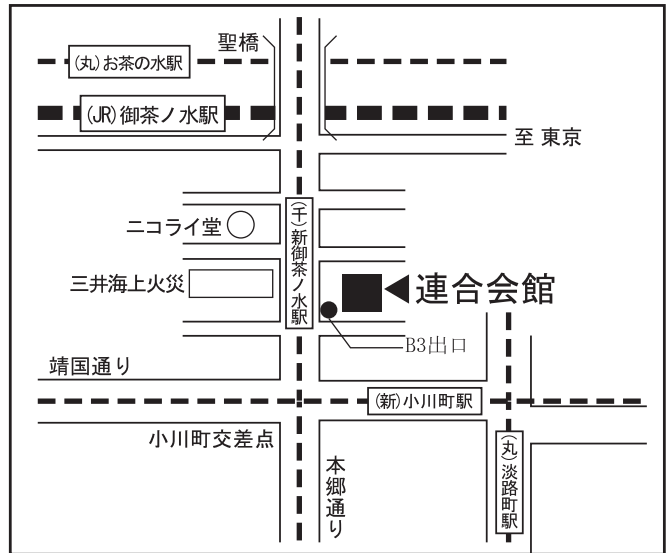 聖橋
(丸)お茶の水駅
(JR)御茶ノ水駅
至 東京
ニコライ堂
(千)新御茶ノ水駅
三井海上火災
連合会館
B3出口
靖国通り
(新)小川町駅
小川町交差点
本郷通り
(丸)淡路町駅